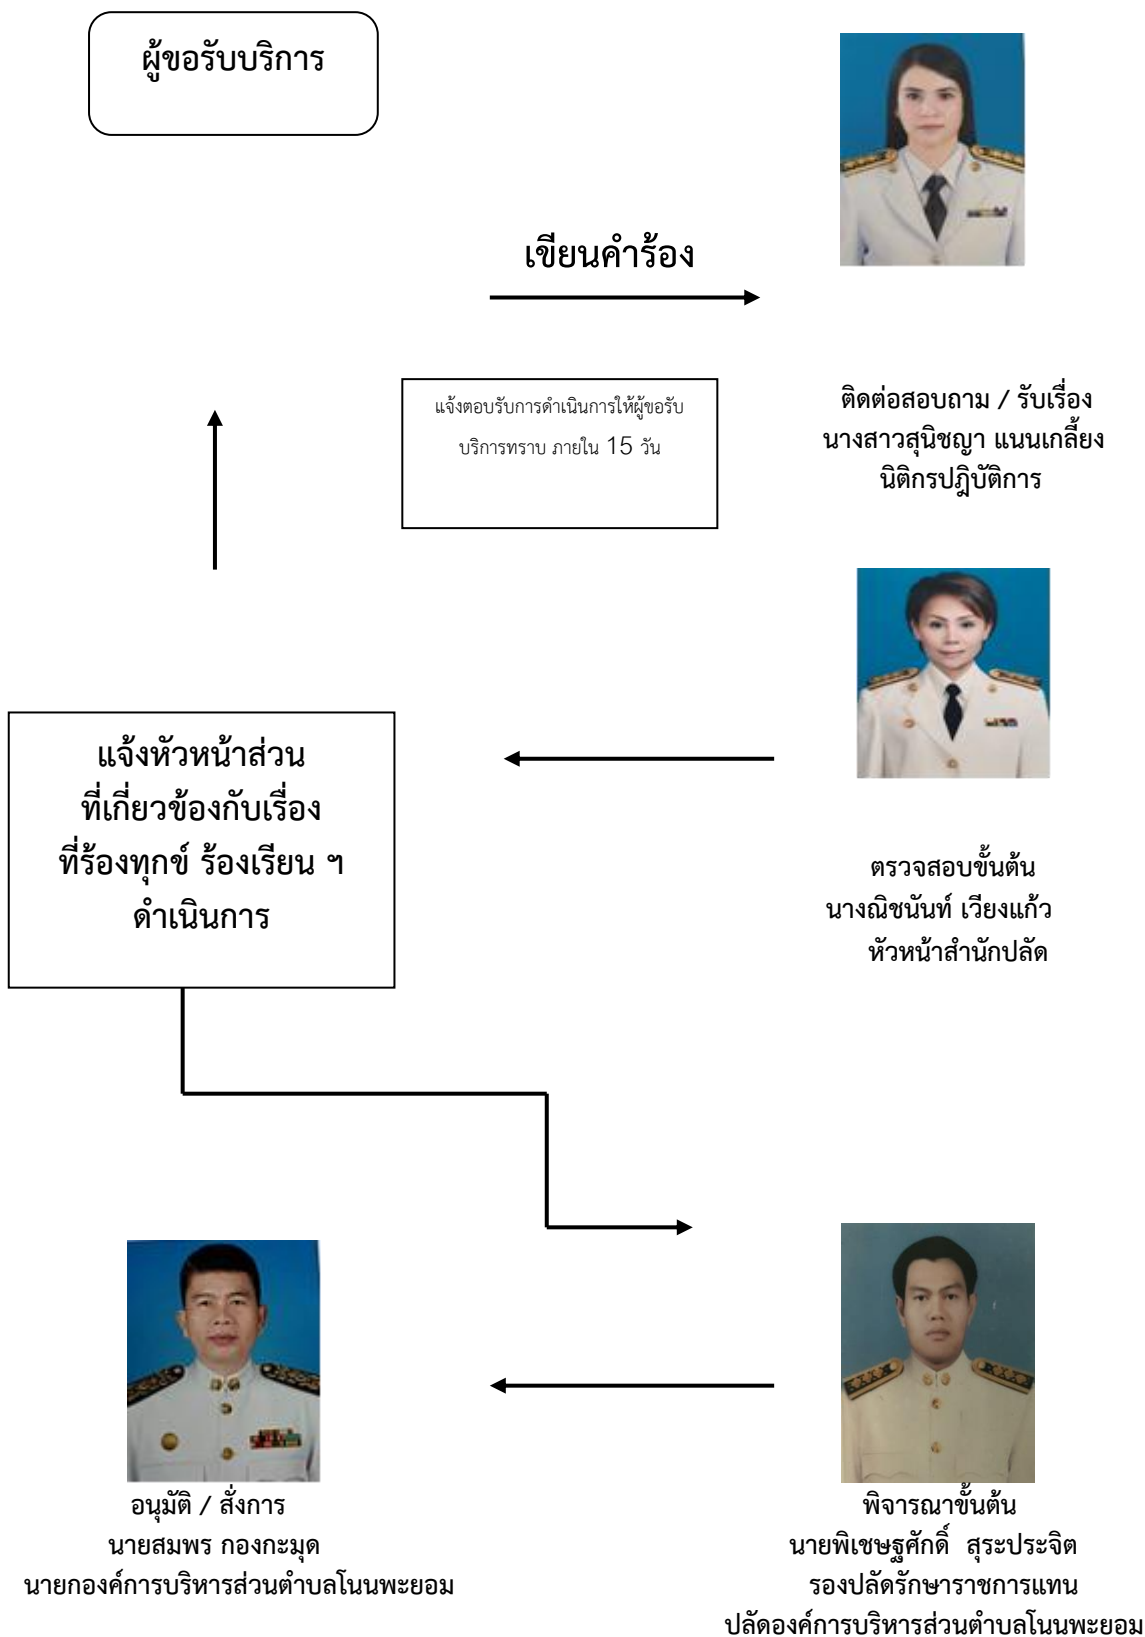 ผู้ขอรับบริการ
เขียนคำร้อง
แจ้งตอบรับการดำเนินการให้ผู้ขอรับ
บริการทราบ ภายใน 15 วัน
ติดต่อสอบถาม / รับเรื่อง
นางสาวสุนิชญา แนนเกลี้ยง
นิติกรปฎิบัติการ
แจ้งหัวหน้าส่วน
ที่เกี่ยวข้องกับเรื่อง
ที่ร้องทุกข์ ร้องเรียน ฯ
ดำเนินการ
ตรวจสอบขั้นต้น
นางณิชนันท์ เวียงแก้ว
หัวหน้าสำนักปลัด
อนุมัติ / สั่งการ
นายสมพร กองกะมุด
นายกองค์การบริหารส่วนตำบลโนนพะยอม
พิจารณาขั้นต้น
นายพิเชษฐศักดิ์ สุระประจิต
รองปลัดรักษาราชการแทน
ปลัดองค์การบริหารส่วนตำบลโนนพะยอม